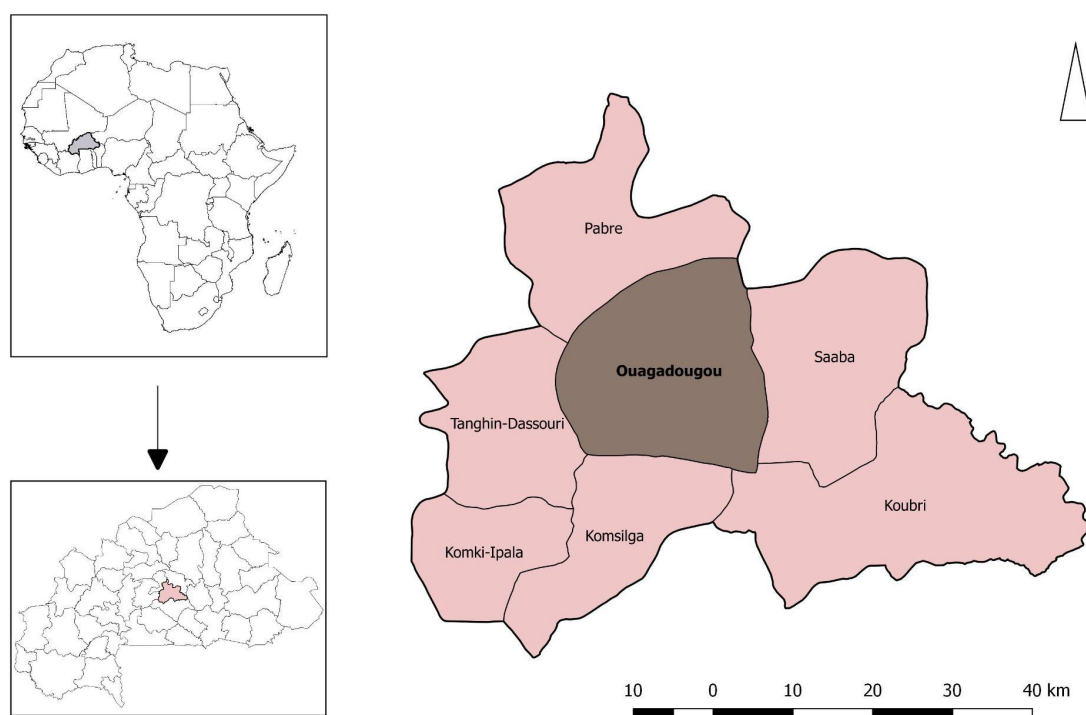 Pabre
Saaba
Ouagadougou
Tanghin-Dassouri
Koubri
Komsilga
Komki-Ipala
10 0 10 20 30 40 km